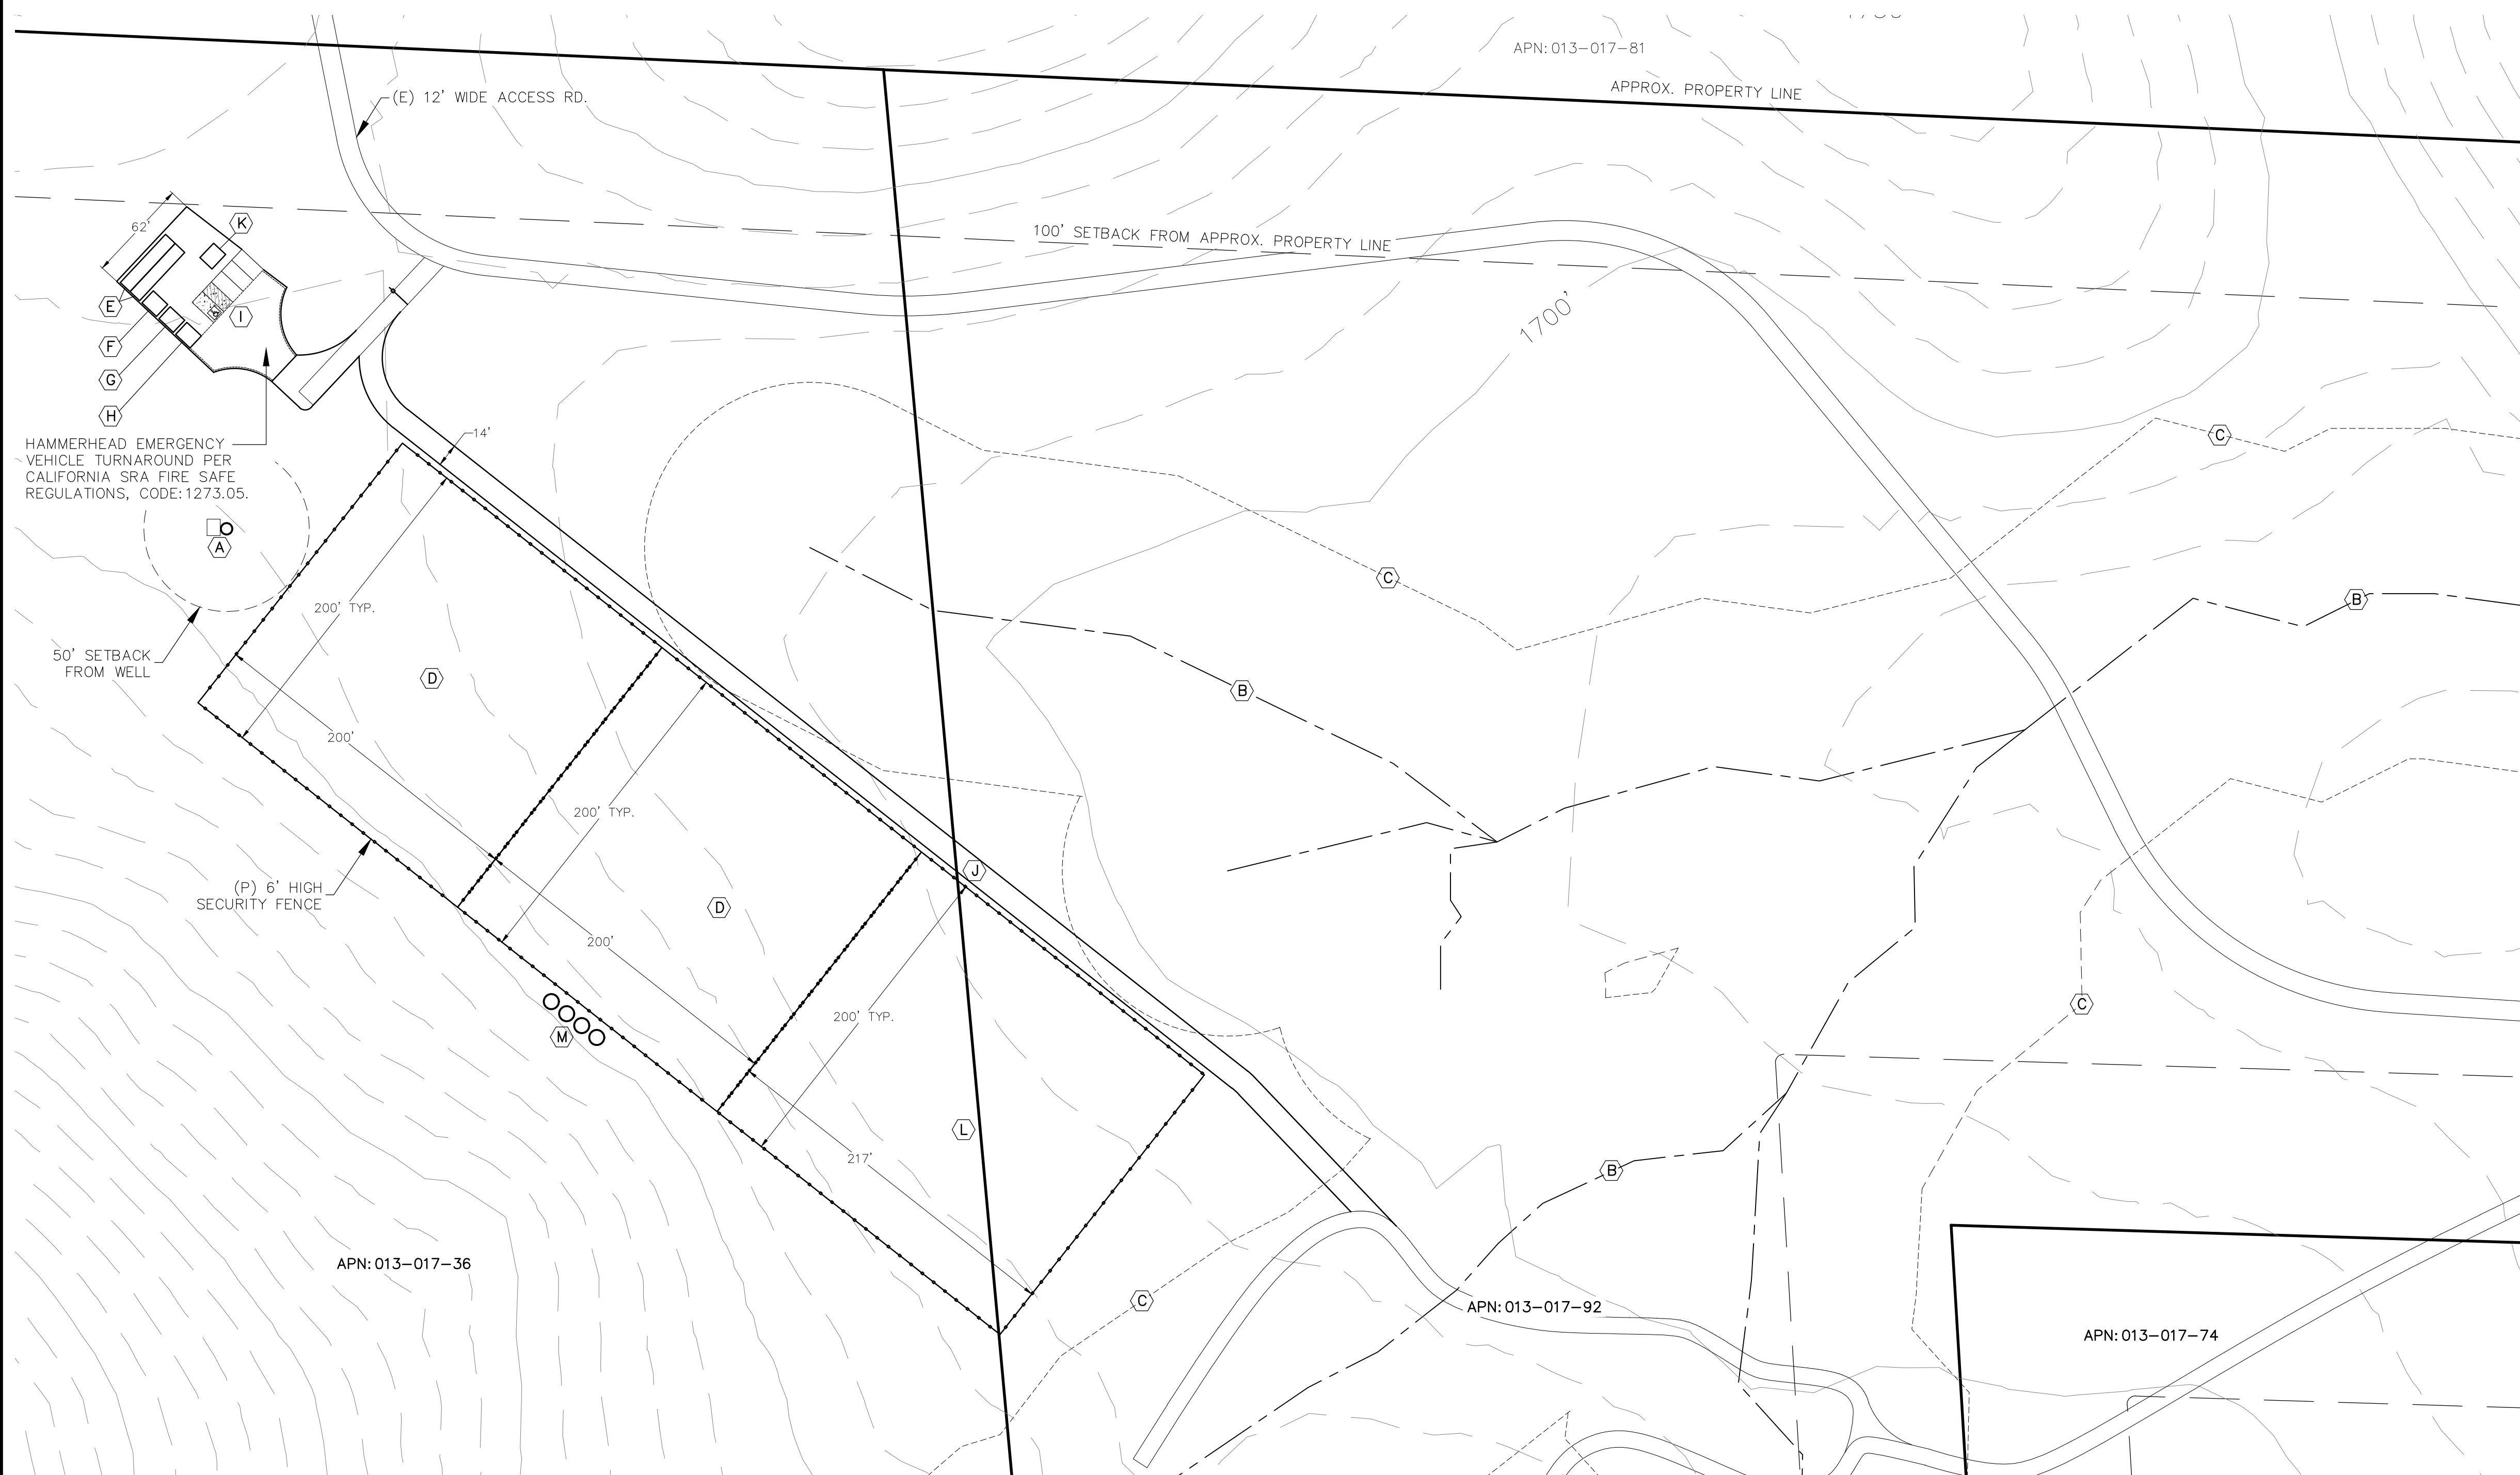 APN: 013-017-81
APPROX. PROPERTY LINE
(E) 12' WIDE ACCESS RD.
62'
K
100' SETBACK FROM APPROX. PROPERTY LINE
E
I
F
G
H
1700'
HAMMERHEAD EMERGENCY
VEHICLE TURNAROUND PER
CALIFORNIA SRA FIRE SAFE
REGULATIONS, CODE: 1273.05.
14'
C
A
C
B
200' TYP.
50' SETBACK
FROM WELL
D
B
200'
200' TYP.
J
(P) 6' HIGH
SECURITY FENCE
D
200'
C
200' TYP.
M
L
217'
B
APN: 013-017-36
C
APN: 013-017-92
APN: 013-017-74